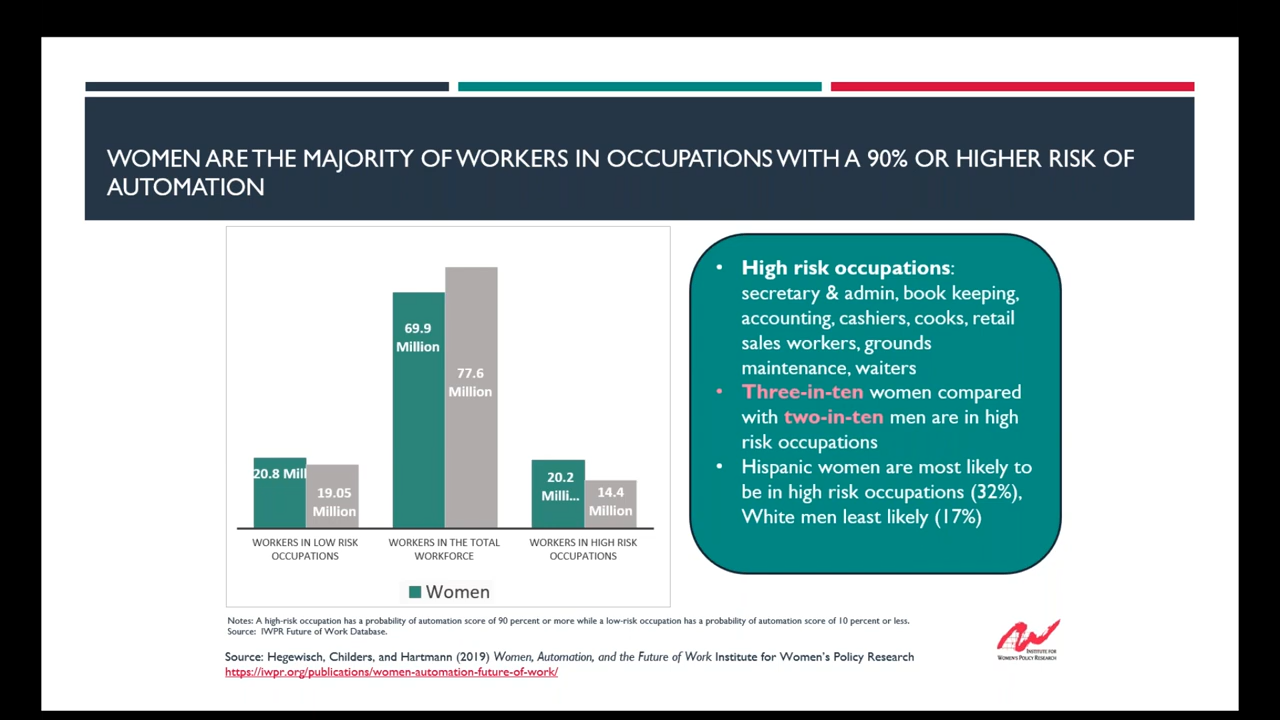 WOMEN ARE THE MAJORITY OF WORKERS IN OCCUPATIONS WITH A 90% OR HIGHER RISK OF
AUTOMATION
69.9
Million
77.6
Million
20.8 Mill
19.05
Million
20.2
Milli...
14.4
Million
WORKERS IN LOW RISK
OCCUPATIONS
WORKERS IN THE TOTAL
WORKFORCE
WORKERS IN HIGH RISK
OCCUPATIONS
Women
• High risk occupations:
secretary & admin, book keeping,
accounting, cashiers, cooks, retail
sales workers, grounds
maintenance, waiters
• Three-in-ten women compared
with two-in-ten men are in high
risk occupations
• Hispanic women are most likely to
be in high risk occupations (32%),
White men least likely (17%)
Notes: A high-risk occupation has a probability of automation score of 90 percent or more while a low-risk occupation has a probability of automation score of 10 percent or less.
Source: IWPR Future of Work Database.
Source: Hegewisch, Childers, and Hartmann (2019) Women, Automation, and the Future of Work Institute for Women's Policy Research
https://iwpr.org/publications/women-automation-future-of-work/
INSTITUTE FOR
WOMEN'S POLICY RESEARCH